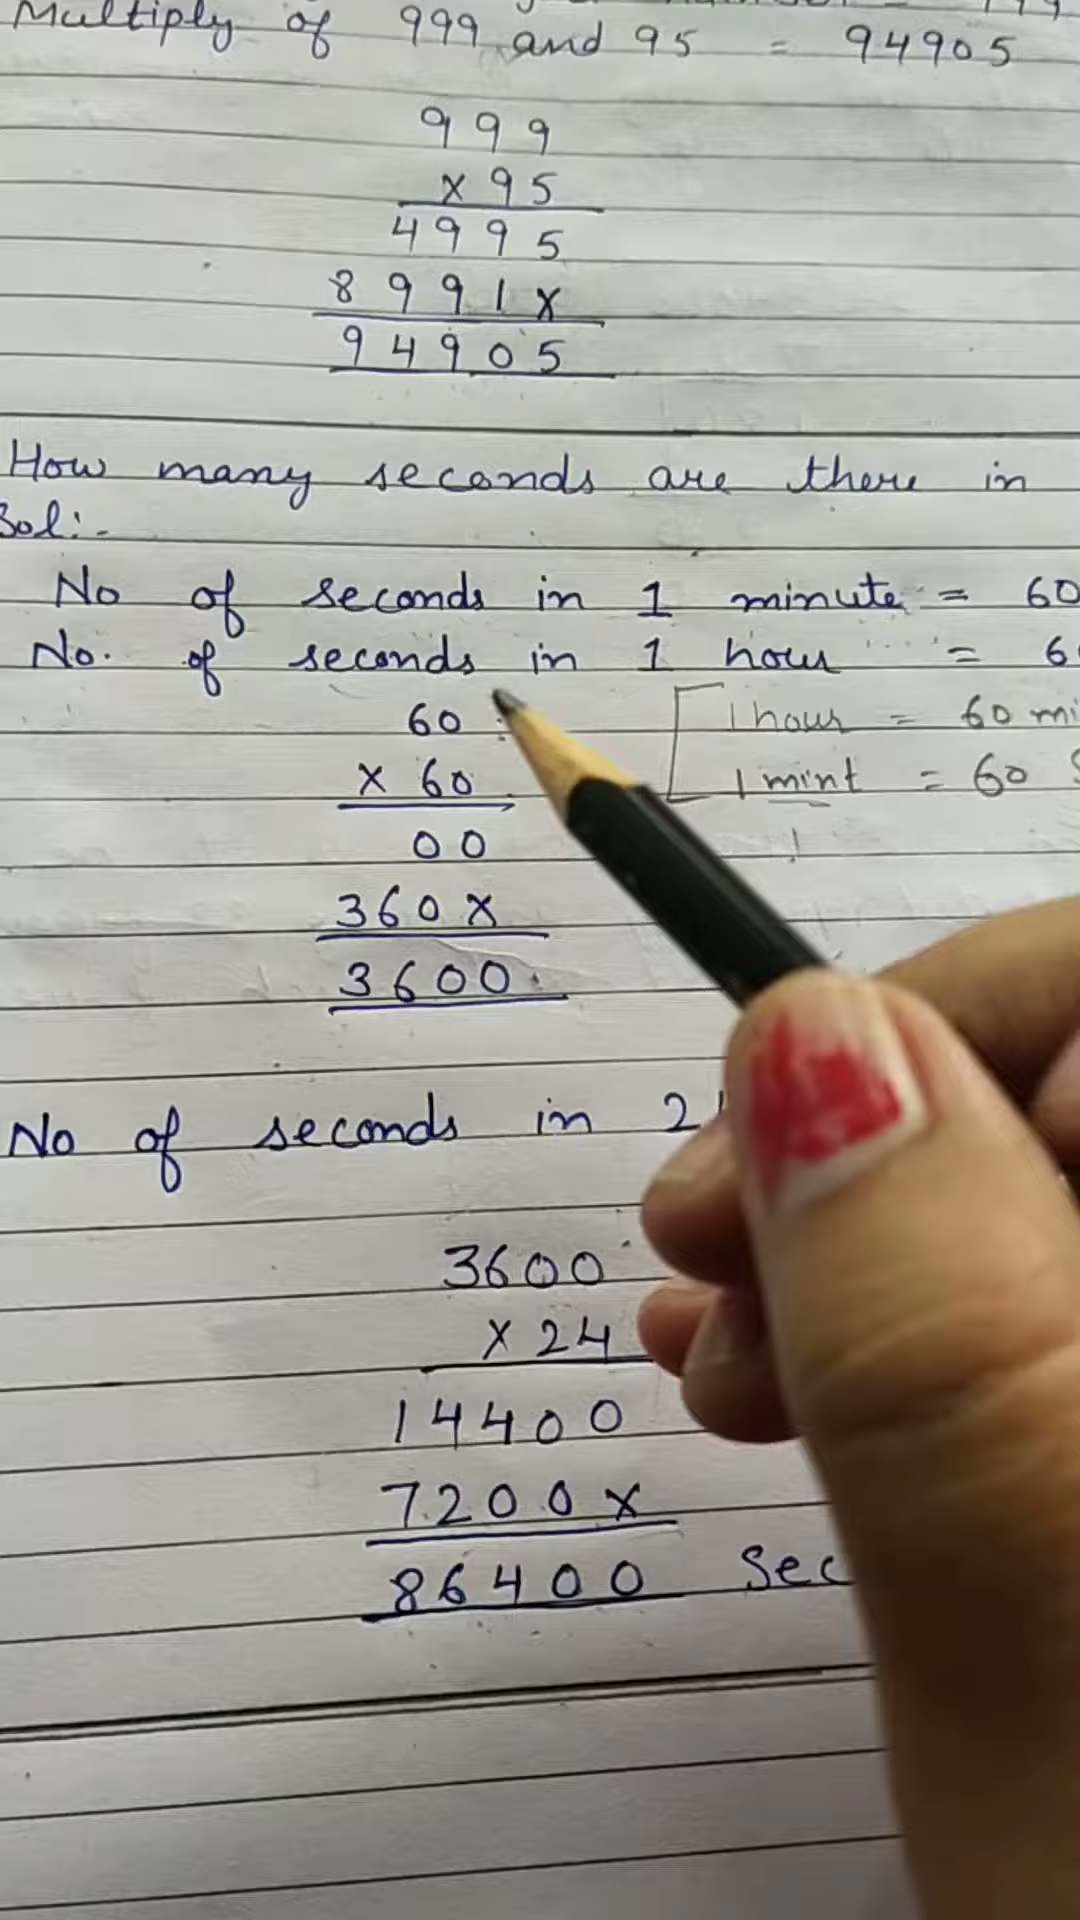 Multiply of 999 and 95 = 94905
999
x 95
4995
8991x
94905
How many seconds are there in
Sol:-
No of seconds in 1 minute = 60
No. of seconds in 1 hour = 6
60
1 hour = 60
x 60
1 mint = 60
00
360x
3600
No of seconds in
3600
x 24
14400
7200x
86400 Sec